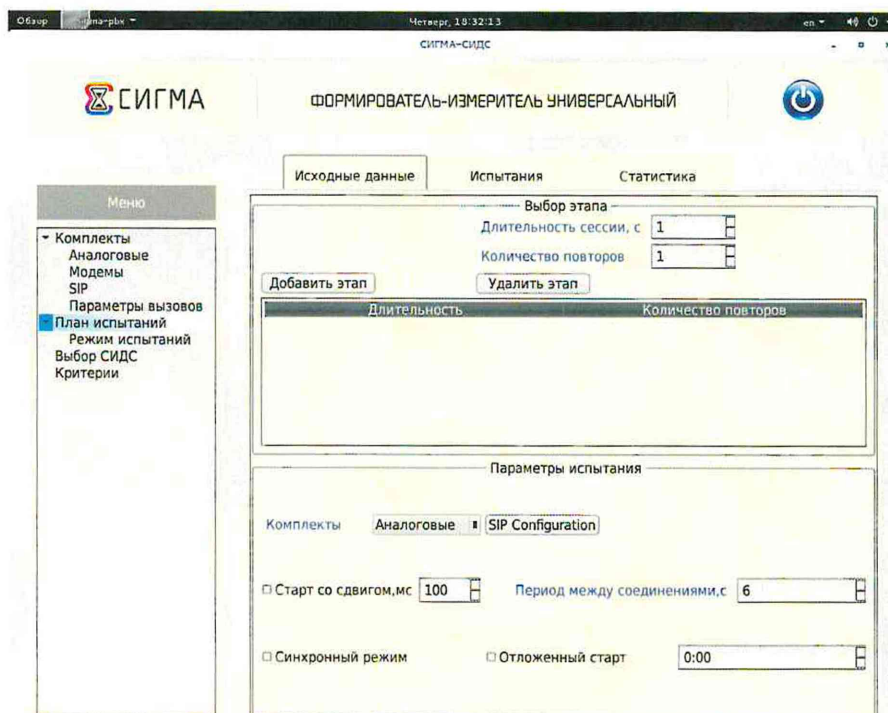 Обзор
Четверг, 18:32:13
en
СИГМА-СИДС
СИГМА
ФОРМИРОВАТЕЛЬ-ИЗМЕРИТЕЛЬ УНИВЕРСАЛЬНЫЙ
Исходные данные Испытания Статистика
Меню
Комплекты
Аналоговые
Модемы
SIP
Параметры вызовов
План испытаний
Режим испытаний
Выбор СИДС
Критерии
Выбор этапа
Длительность сессии, с 1
Количество повторов 1
Добавить этап Удалить этап
Длительность Количество повторов
Параметры испытания
Комплекты Аналоговые SIP Configuration
Старт со сдвигом,мс 100 Период между соединениями,с 6
Синхронный режим Отложенный старт 0:00